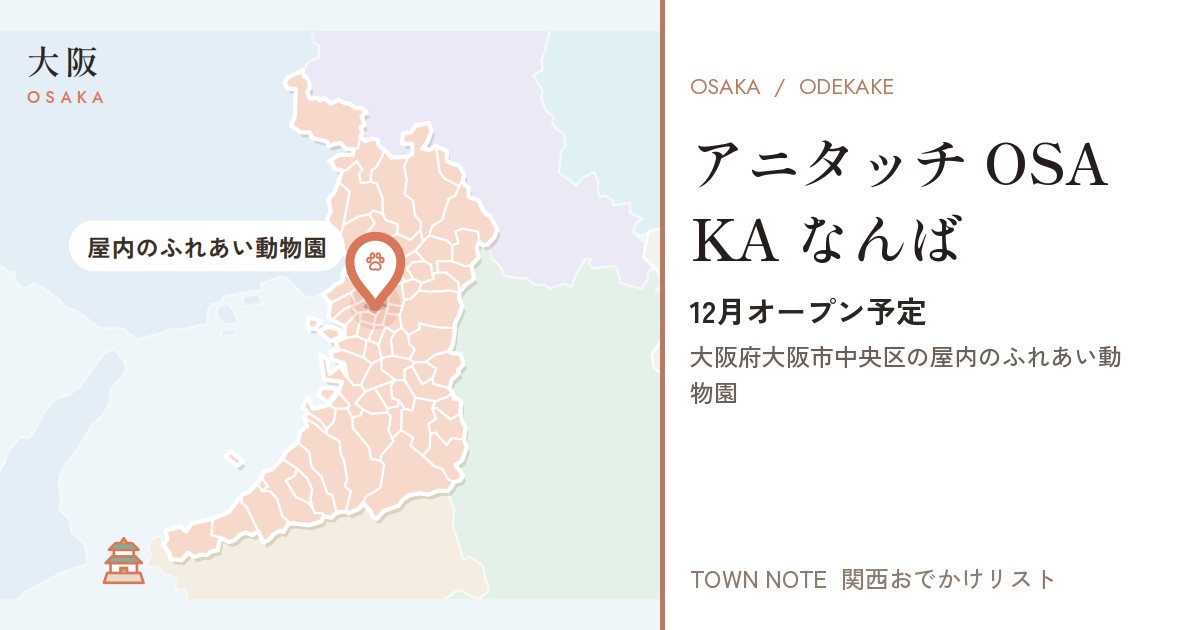 大阪
OSAKA
屋内のふれあい動物園
OSAKA / ODEKAKE
アニタッチ OSA
KA なんば
12月オープン予定
大阪府大阪市中央区の屋内のふれあい動
物園
TOWN NOTE 関西おでかけリスト